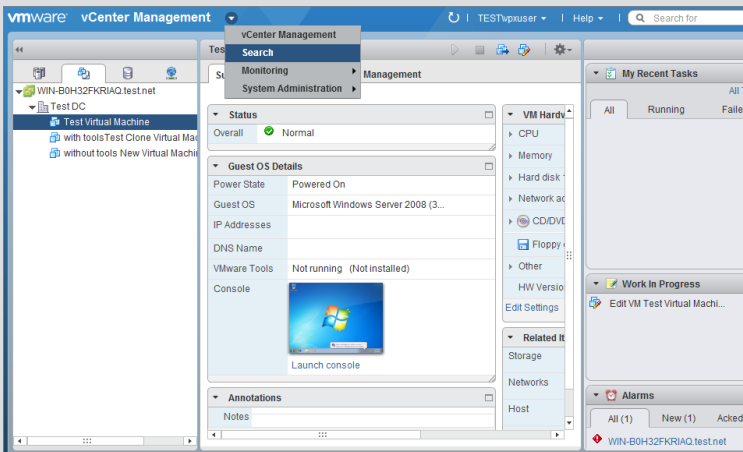 vmware vCenter Management
TEST\vpxuser
Help
Search for
vCenter Management
Search
Monitoring
System Administration
Management
WIN-B0H32FKRIAQ.test.net
Test DC
Test Virtual Machine
with toolsTest Clone Virtual Mac
without tools New Virtual Machi
Status
Overall Normal
Guest OS Details
Power State Powered On
Guest OS Microsoft Windows Server 2008 (3...
IP Addresses
DNS Name
VMware Tools Not running (Not installed)
Console
Launch console
Annotations
Notes
VM Hardw
CPU
Memory
Hard disk
Network ad
CD/DVD
Floppy
Other
HW Versio
Edit Settings
Related It
Storage
Networks
Host
My Recent Tasks
All
All Running Faile
Work In Progress
Edit VM Test Virtual Machi...
Alarms
All (1) New (1) Acked
WIN-B0H32FKRIAQ.test.net